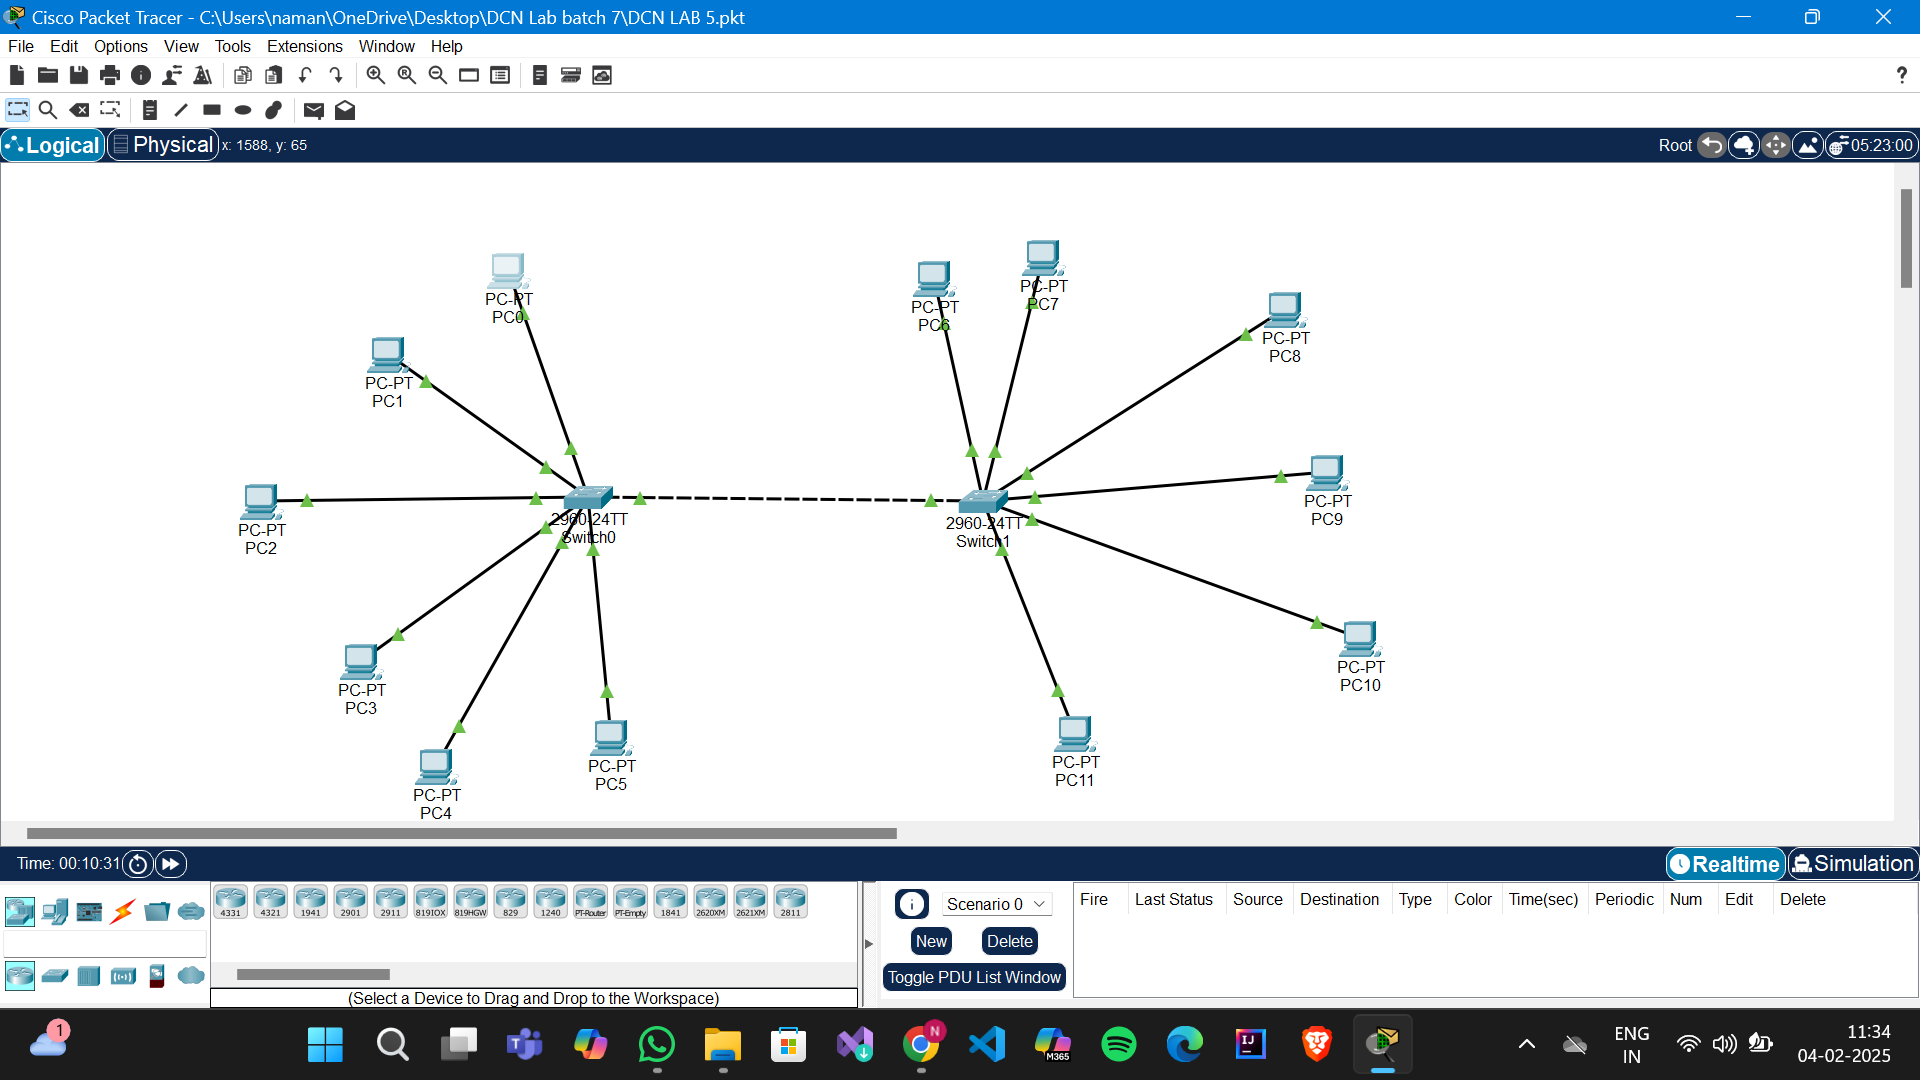 Cisco Packet Tracer - C:\Users\naman\OneDrive\Desktop\DCN Lab batch 7\DCN LAB 5.pkt
File Edit Options View Tools Extensions Window Help
?
Logical Physical x: 1588, y: 65 Root 05:23:00
PC-PT
PC0
PC-PT
PC1
PC-PT
PC2
PC-PT
PC3
PC-PT
PC4
PC-PT
PC5
2960-24TT
Switch0
PC-PT
PC6
PC-PT
PC7
PC-PT
PC8
PC-PT
PC9
PC-PT
PC10
PC-PT
PC11
2960-24TT
Switch1
Time: 00:10:31 Realtime Simulation
4331 4321 1941 2901 2911 819IOX 819HGW 829 1240 PT-Router PT-Empty 1841 2620XM 2621XM 2811
(Select a Device to Drag and Drop to the Workspace)
Scenario 0
New Delete
Toggle PDU List Window
Fire Last Status Source Destination Type Color Time(sec) Periodic Num Edit Delete
1
N
M365
IJ
ENG
IN
11:34
04-02-2025